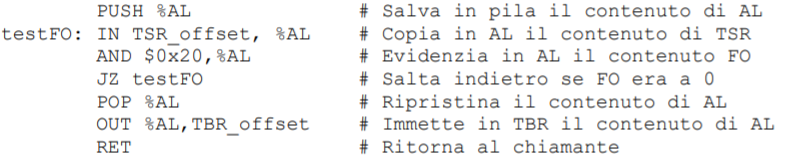 PUSH %AL # Salva in pila il contenuto di AL
testFO: IN TSR_offset, %AL # Copia in AL il contenuto di TSR
AND $0x20,%AL # Evidenzia in AL il contenuto FO
JZ testFO # Salta indietro se FO era a 0
POP %AL # Ripristina il contenuto di AL
OUT %AL,TBR_offset # Immette in TBR il contenuto di AL
RET # Ritorna al chiamante